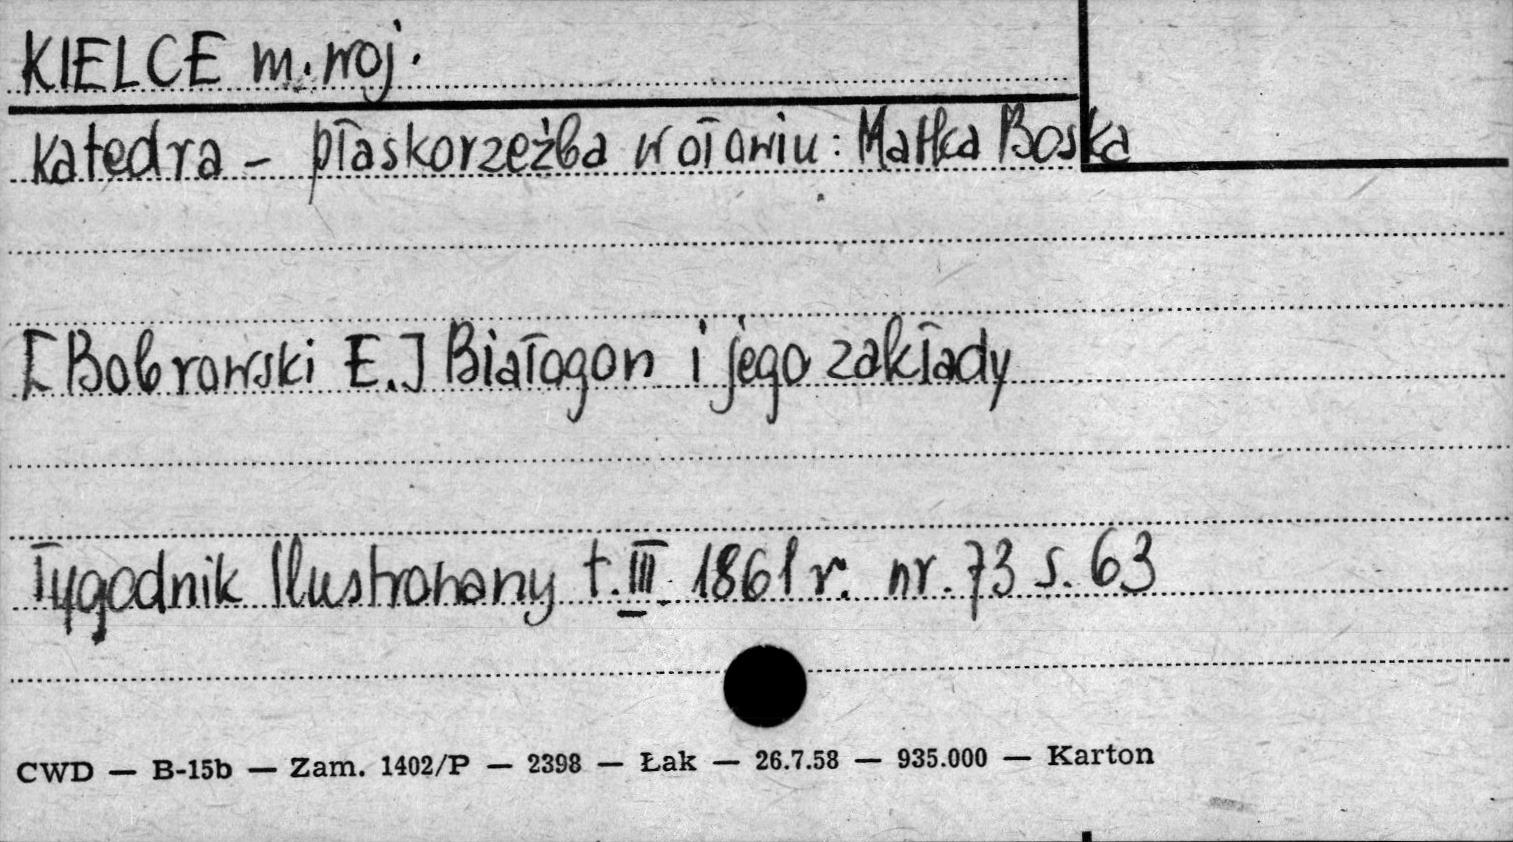 KIELCE m. woj.
Katedra - płaskorzeźba w ołowiu: Matka Boska
[Bobrowski E.] Białogon i jego zakłady
Tygodnik Ilustrowany t. III. 1861 r. nr. 73 s. 63
CWD — B-15b — Zam. 1402/P — 2398 — Łak — 26.7.58 — 935.000 — Karton